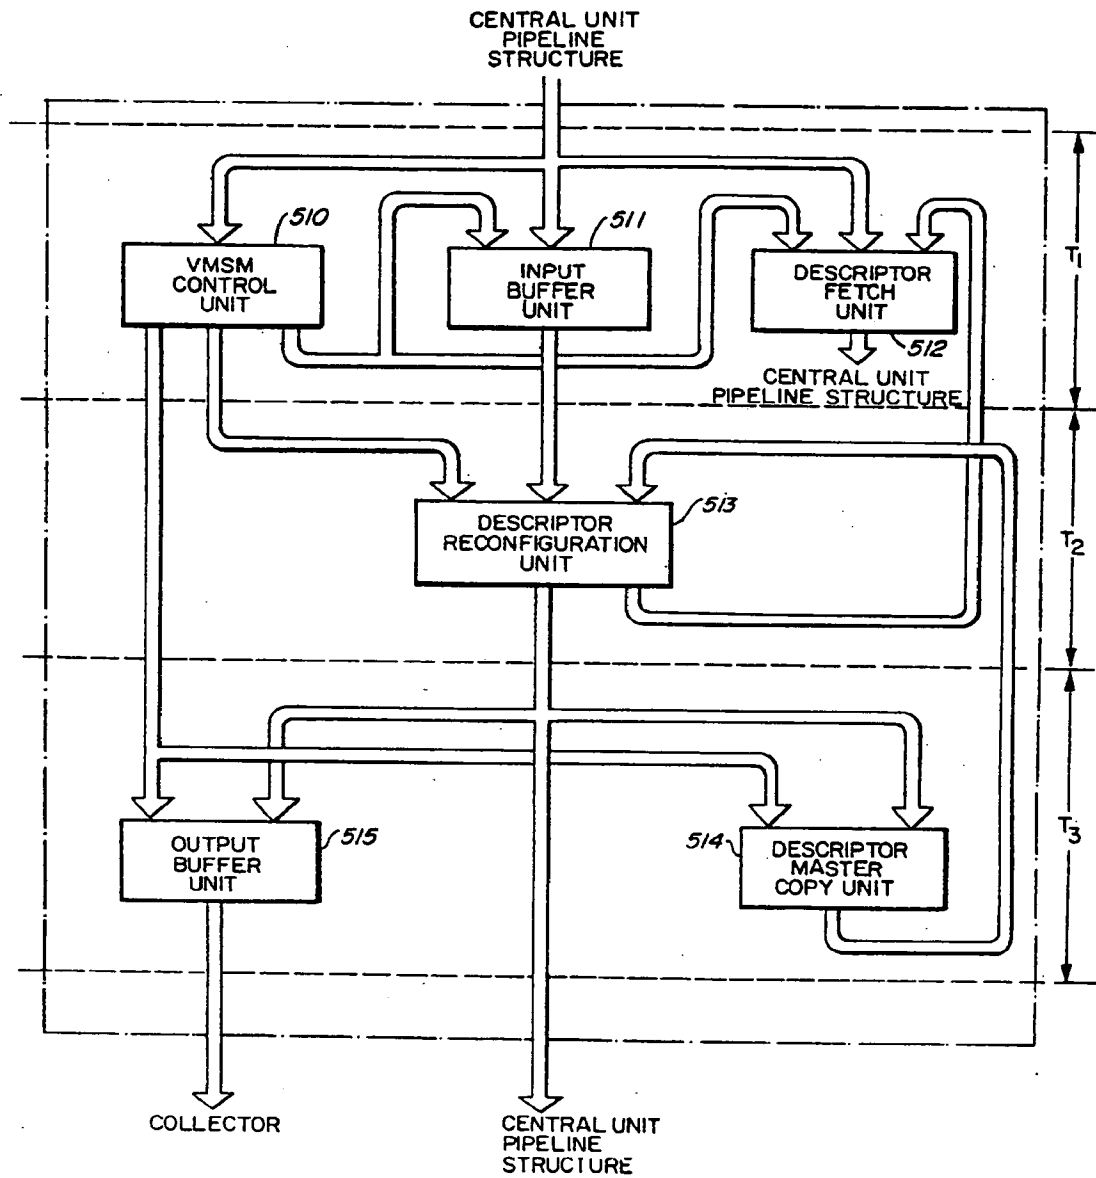 CENTRAL UNIT
PIPELINE
STRUCTURE
510
511
VMSM
CONTROL
UNIT
INPUT
BUFFER
UNIT
DESCRIPTOR
FETCH
UNIT
512
T1
CENTRAL UNIT
PIPELINE STRUCTURE
513
DESCRIPTOR
RECONFIGURATION
UNIT
T2
515
OUTPUT
BUFFER
UNIT
514
DESCRIPTOR
MASTER
COPY UNIT
T3
COLLECTOR
CENTRAL UNIT
PIPELINE
STRUCTURE